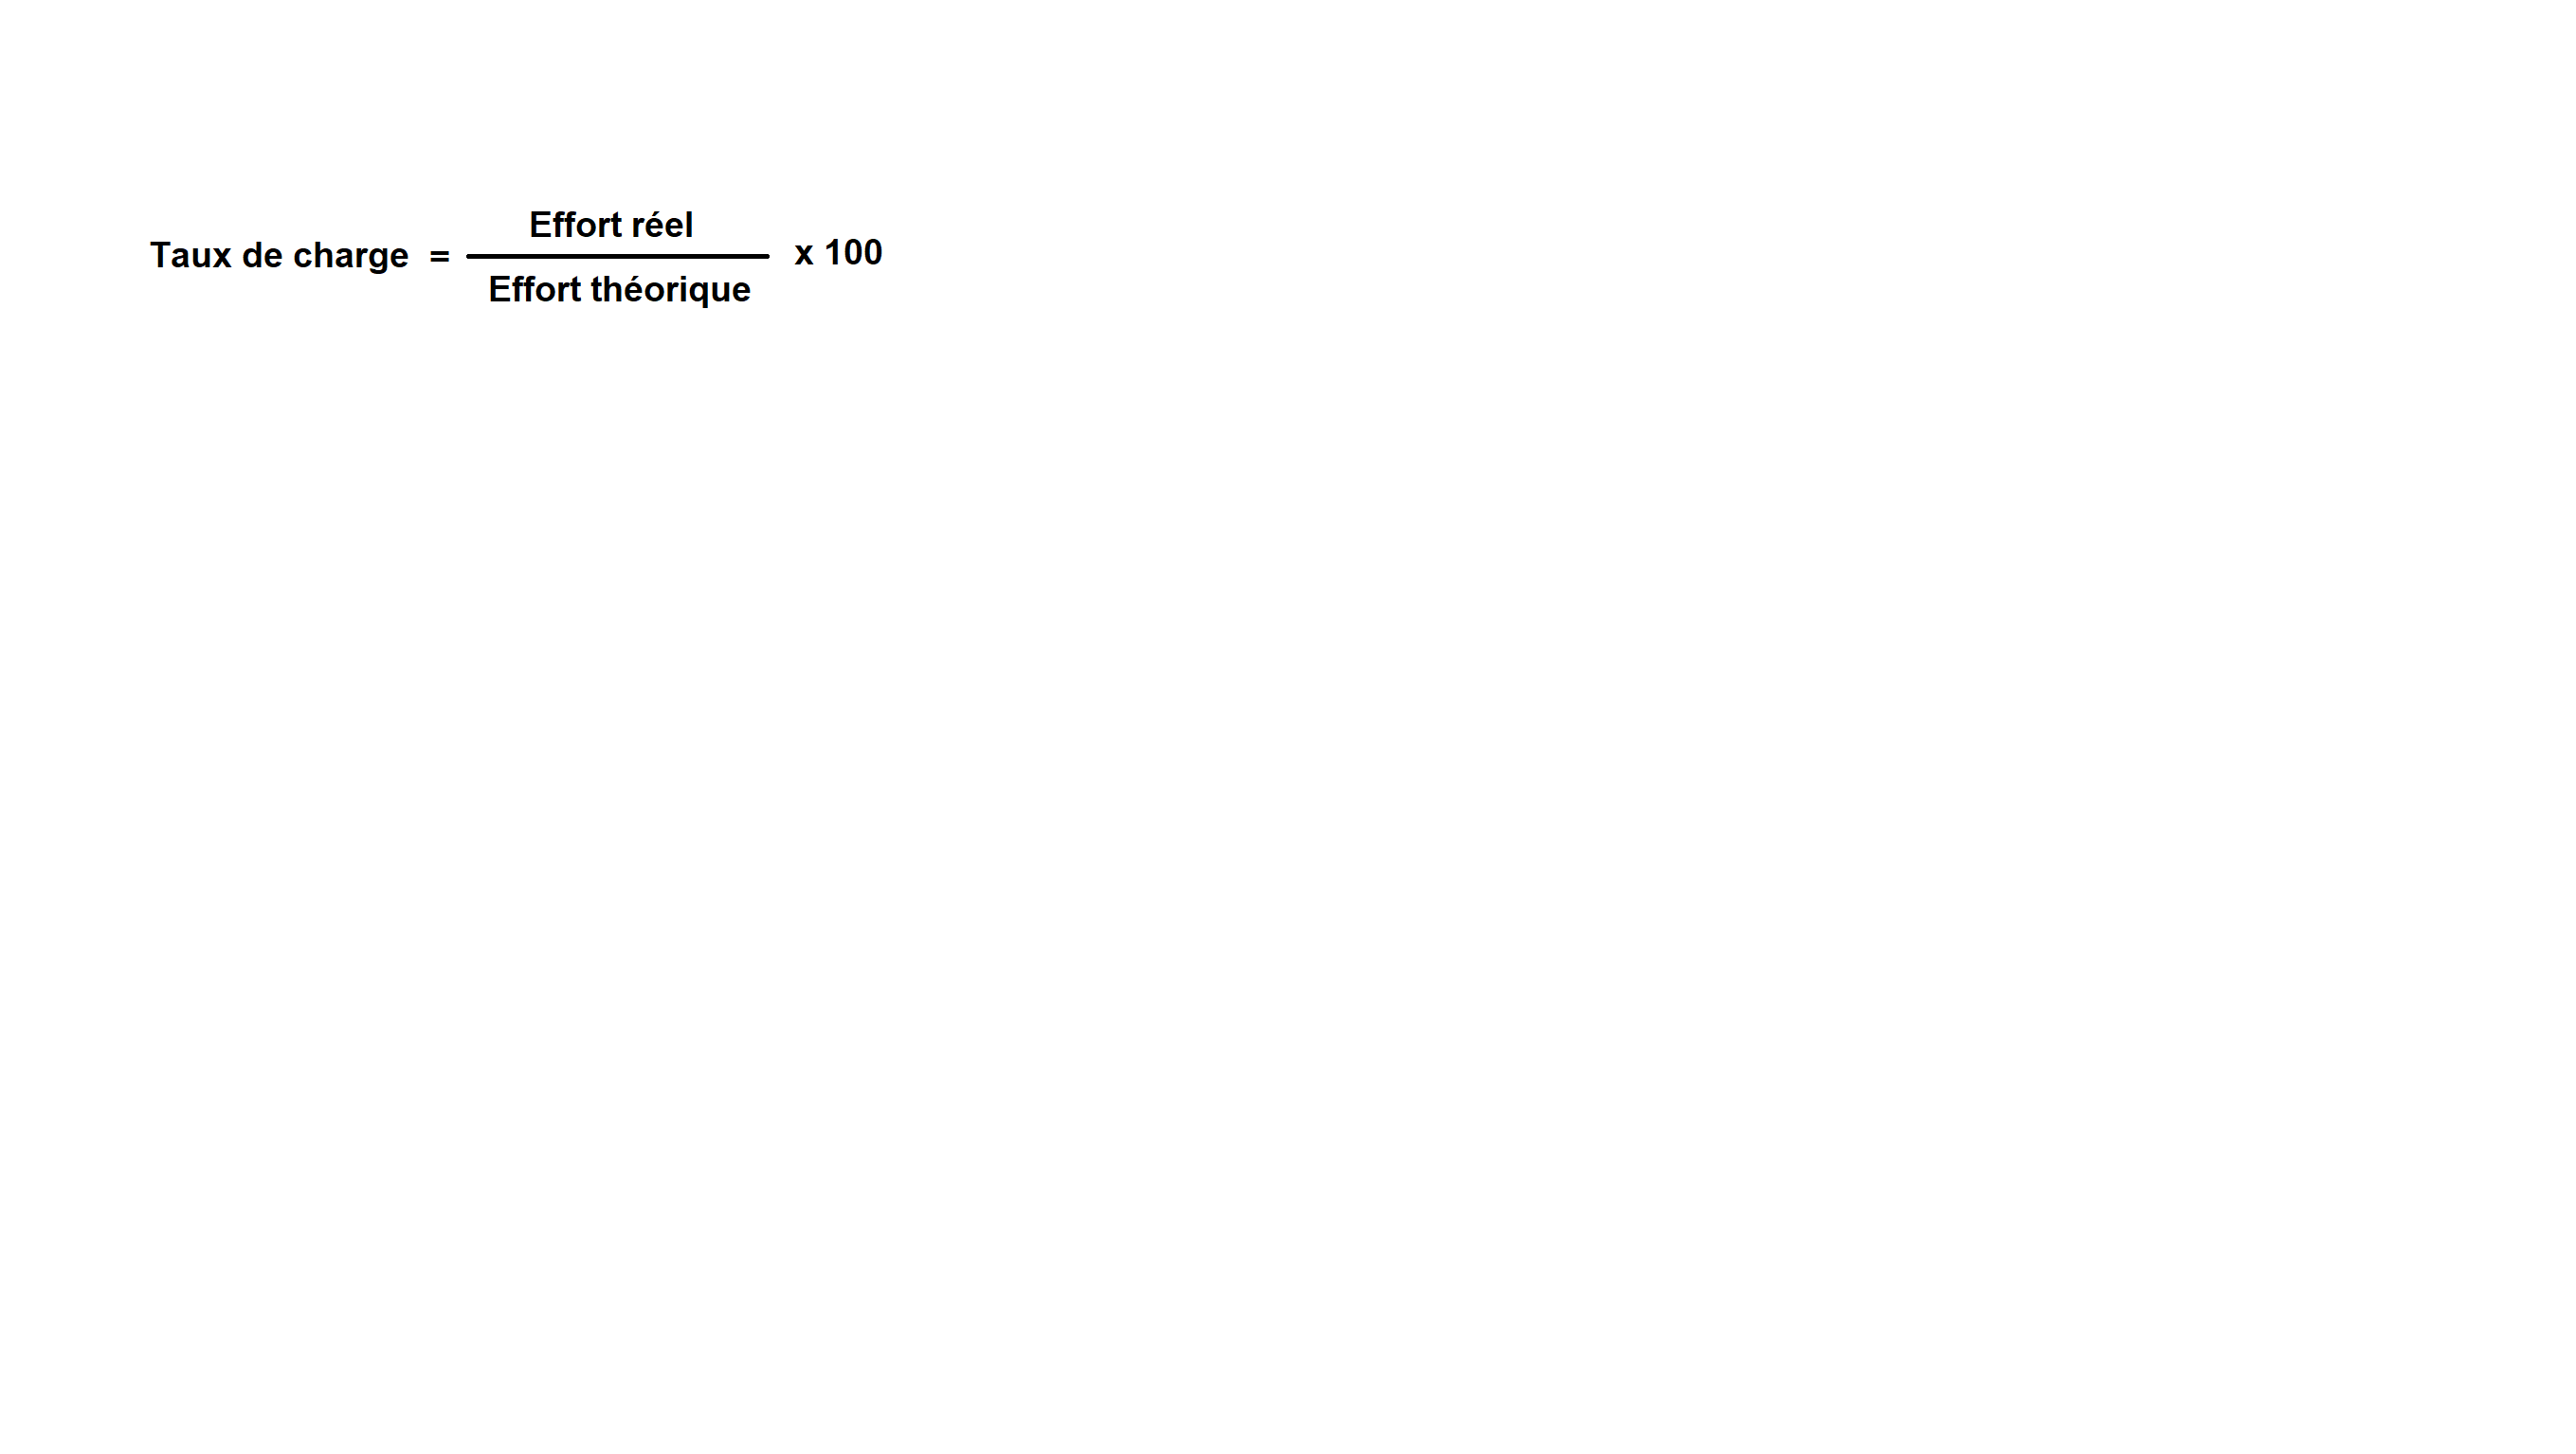 Taux de charge = Effort réel x 100
Effort théorique